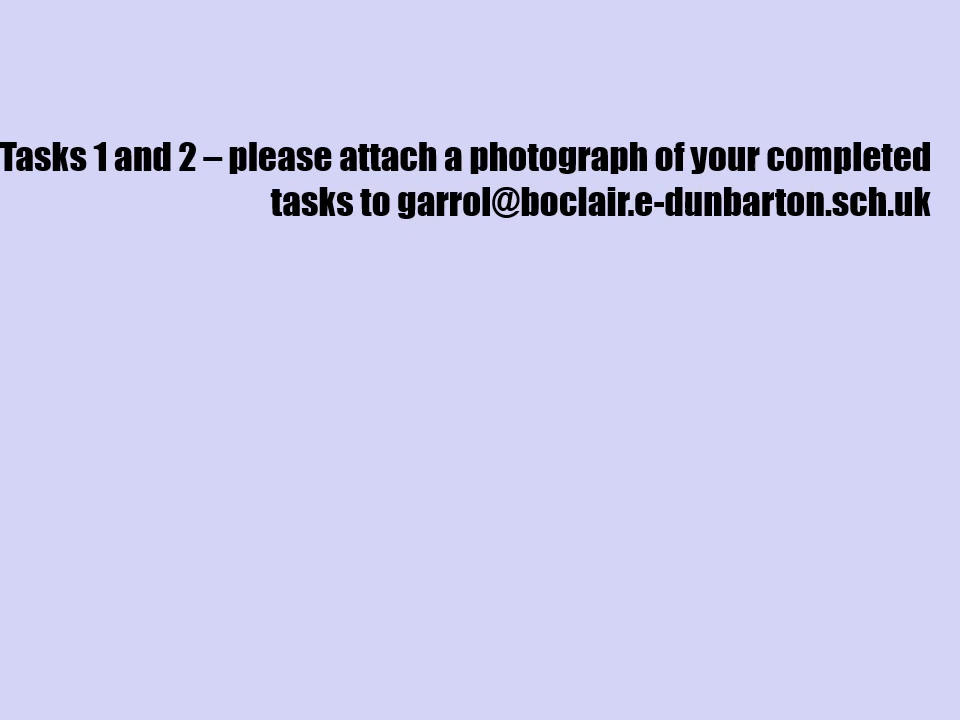 Tasks 1 and 2 – please attach a photograph of your completed
tasks to garrol@boclair.e-dunbarton.sch.uk